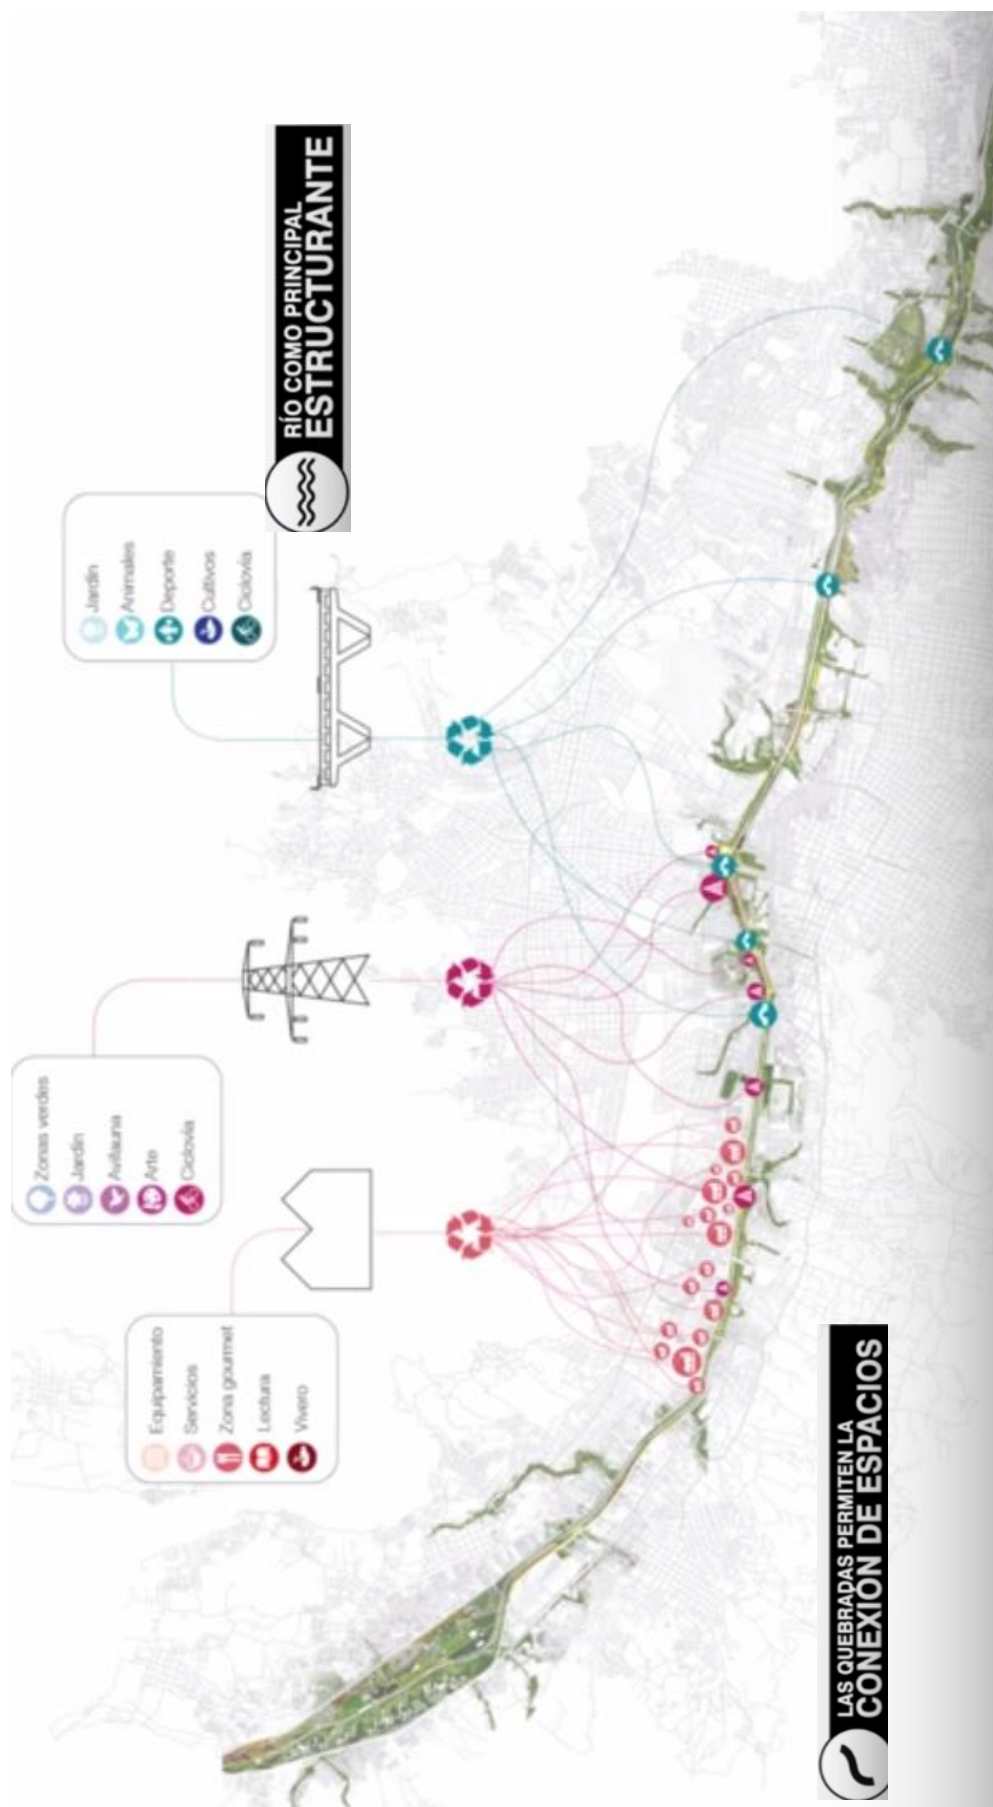 Equipamiento
Servicios
Zona gourmet
Lectura
Vivero
Zonas verdes
Jardín
Avifauna
Arte
Ciclovía
Jardín
Animales
Deporte
Cultivos
Ciclovía
RÍO COMO PRINCIPAL
ESTRUCTURANTE
LAS QUEBRADAS PERMITEN LA
CONEXIÓN DE ESPACIOS